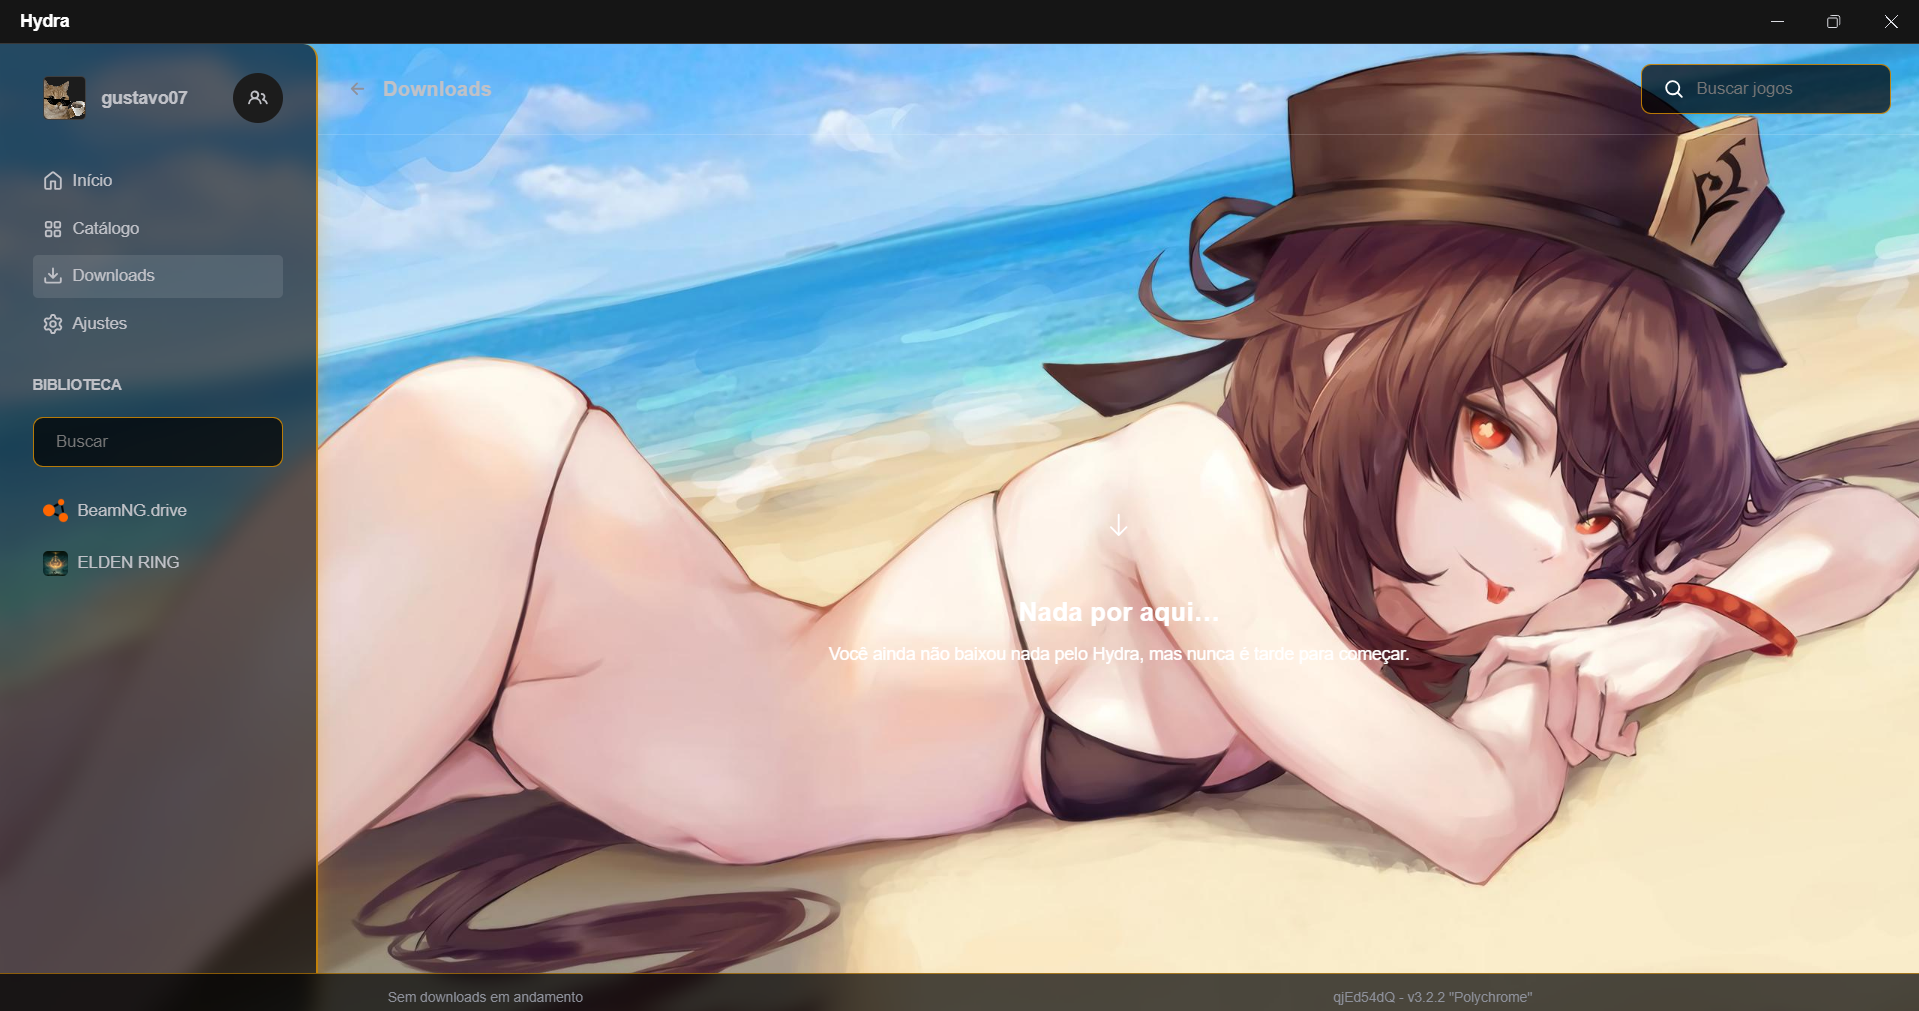 Hydra
gustavo07
Início
Catálogo
Downloads
Ajustes
BIBLIOTECA
Buscar
BeamNG.drive
ELDEN RING
Downloads
Buscar jogos
Nada por aqui...
Você ainda não baixou nada pelo Hydra, mas nunca é tarde para começar.
Sem downloads em andamento
qjEd54dQ - v3.2.2 "Polychrome"